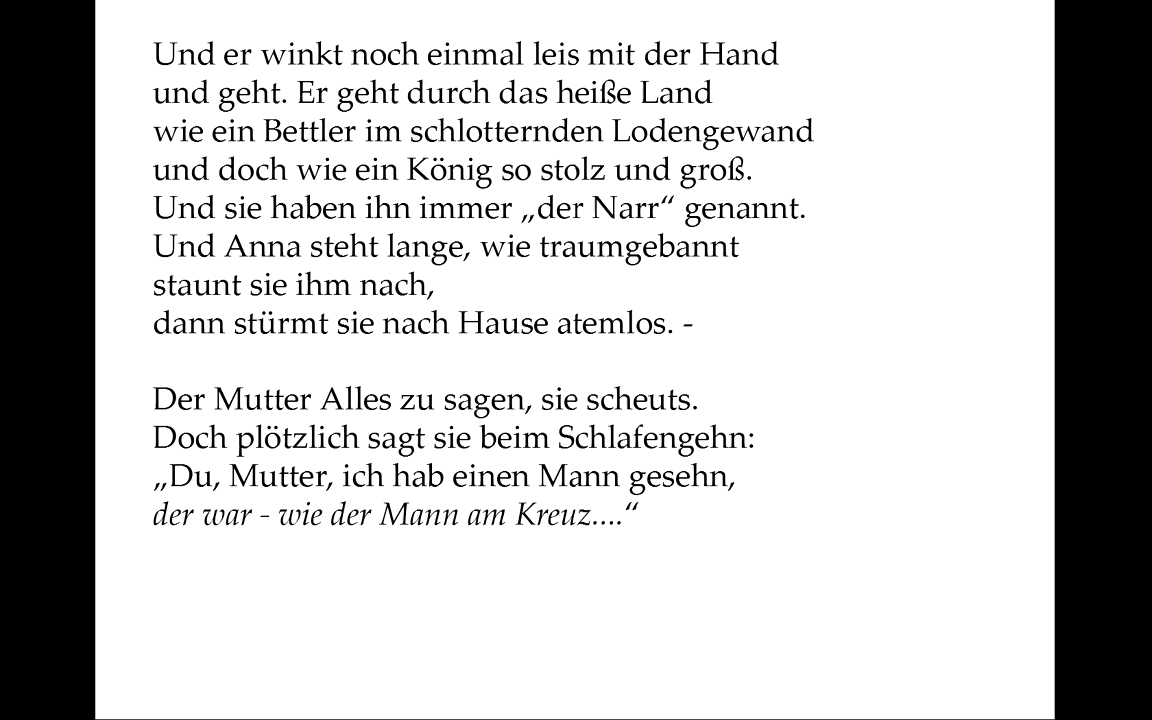 Und er winkt noch einmal leis mit der Hand
und geht. Er geht durch das heiße Land
wie ein Bettler im schlotternden Lodengewand
und doch wie ein König so stolz und groß.
Und sie haben ihn immer „der Narr“ genannt.
Und Anna steht lange, wie traumgebannt
staunt sie ihm nach,
dann stürmt sie nach Hause atemlos. -
Der Mutter Alles zu sagen, sie scheuts.
Doch plötzlich sagt sie beim Schlafengehn:
„Du, Mutter, ich hab einen Mann gesehn,
der war - wie der Mann am Kreuz....“